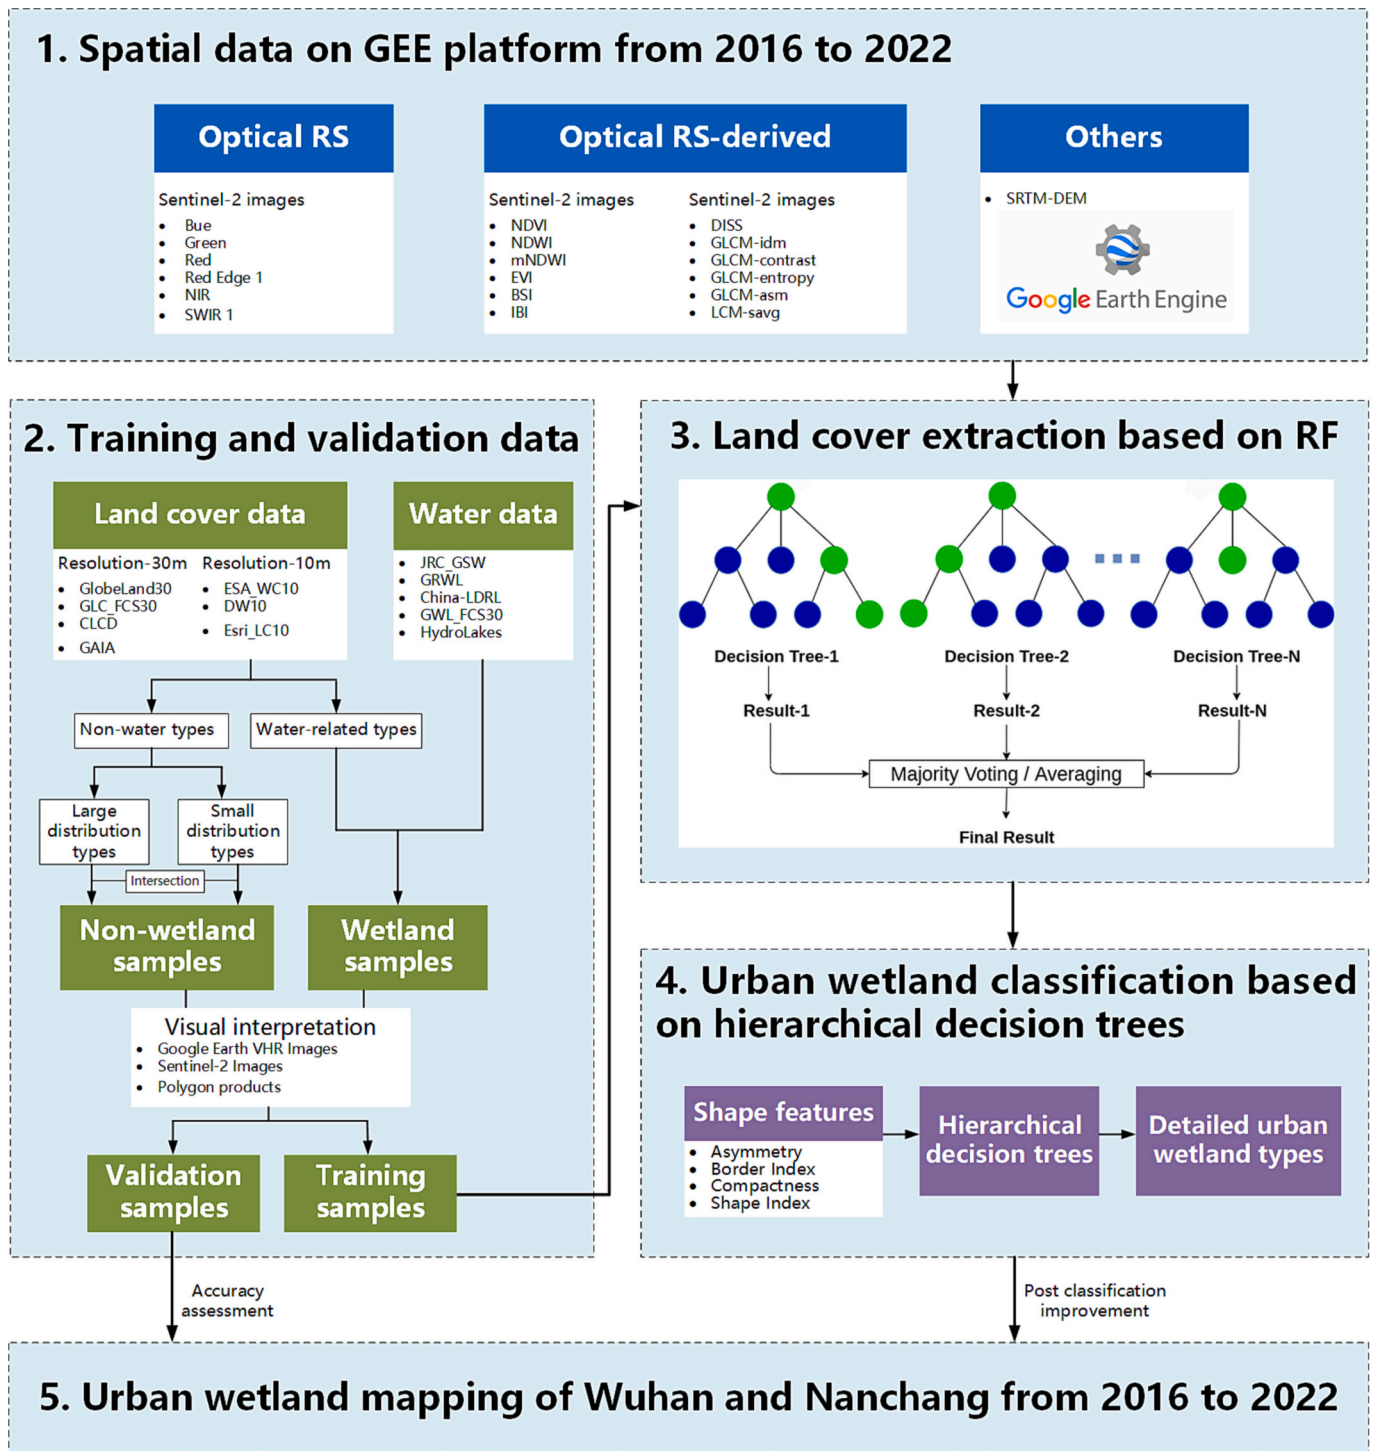 1. Spatial data on GEE platform from 2016 to 2022
Optical RS
Sentinel-2 images
• Bue
• Green
• Red
• Red Edge 1
• NIR
• SWIR 1
Optical RS-derived
Sentinel-2 images
• NDVI
• NDWI
• mNDWI
• EVI
• BSI
• IBI
Sentinel-2 images
• DISS
• GLCM-idm
• GLCM-contrast
• GLCM-entropy
• GLCM-asm
• LCM-savg
Others
• SRTM-DEM
Google Earth Engine
2. Training and validation data
Land cover data
Resolution-30m
• GlobeLand30
• GLC_FCS30
• CLCD
• GAIA
Resolution-10m
• ESA_WC10
• DW10
• Esri_LC10
Water data
• JRC_GSW
• GRWL
• China-LDRL
• GWL_FCS30
• HydroLakes
Non-water types
Water-related types
Large
distribution
types
Small
distribution
types
Intersection
Non-wetland
samples
Wetland
samples
Visual interpretation
• Google Earth VHR Images
• Sentinel-2 Images
• Polygon products
Validation
samples
Training
samples
3. Land cover extraction based on RF
Decision Tree-1
Decision Tree-2
Decision Tree-N
Result-1
Result-2
Result-N
Majority Voting / Averaging
Final Result
4. Urban wetland classification based
on hierarchical decision trees
Shape features
• Asymmetry
• Border Index
• Compactness
• Shape Index
Hierarchical
decision trees
Detailed urban
wetland types
Accuracy
assessment
Post classification
improvement
5. Urban wetland mapping of Wuhan and Nanchang from 2016 to 2022